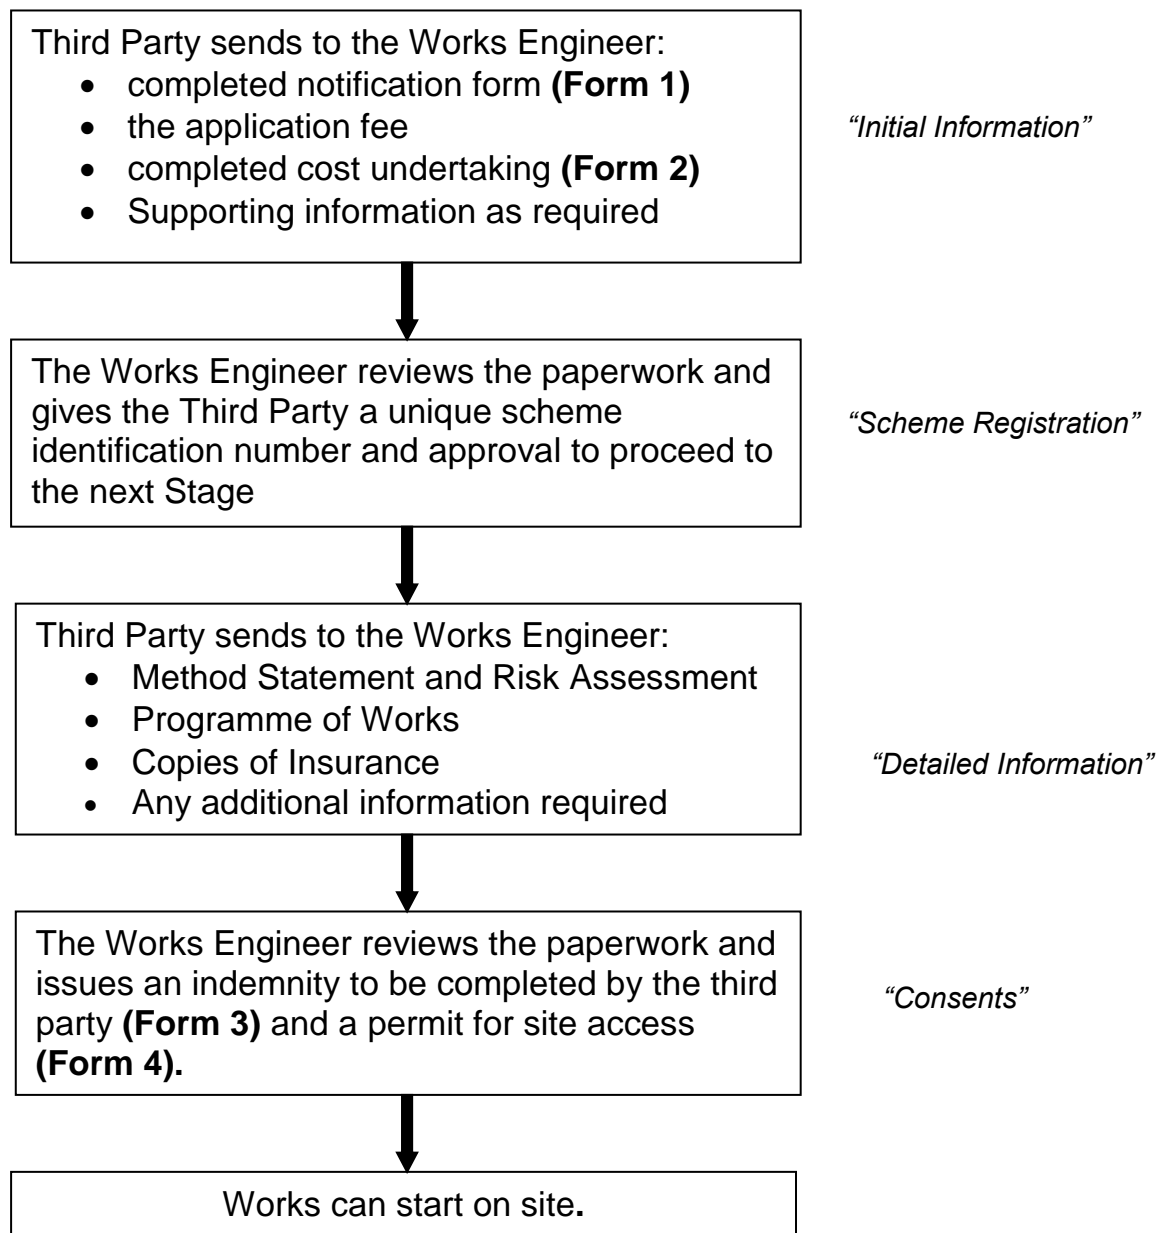 Third Party sends to the Works Engineer:
• completed notification form (Form 1)
• the application fee
• completed cost undertaking (Form 2)
• Supporting information as required
“Initial Information”
The Works Engineer reviews the paperwork and
gives the Third Party a unique scheme
identification number and approval to proceed to
the next Stage
“Scheme Registration”
Third Party sends to the Works Engineer:
• Method Statement and Risk Assessment
• Programme of Works
• Copies of Insurance
• Any additional information required
“Detailed Information”
The Works Engineer reviews the paperwork and
issues an indemnity to be completed by the third
party (Form 3) and a permit for site access
(Form 4).
“Consents”
Works can start on site.